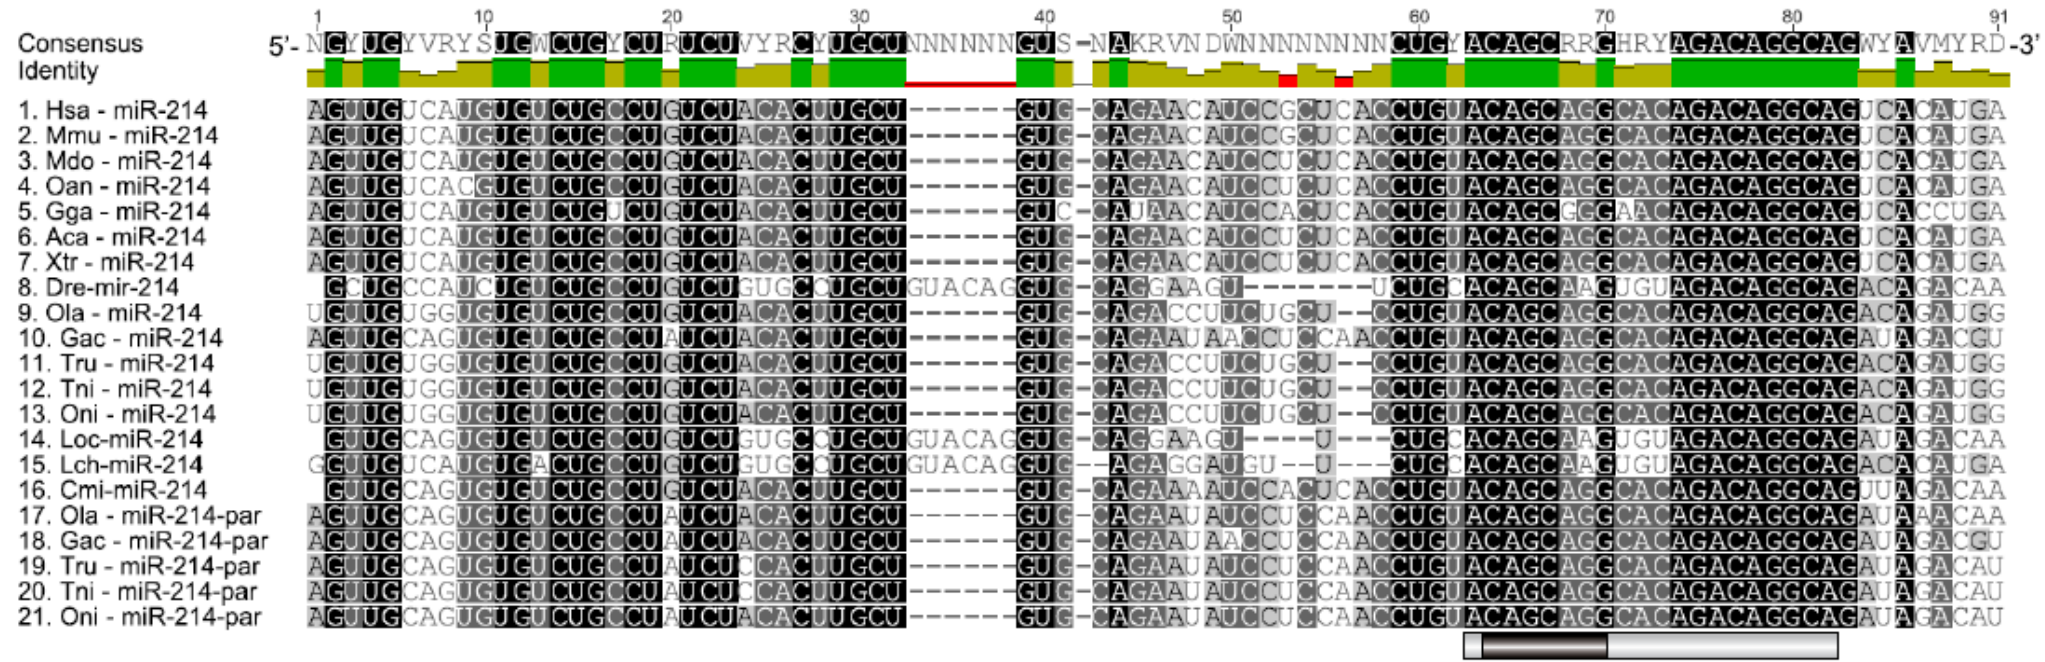 1 10 20 30 40 50 60 70 80 91
Consensus 5'- NGYUGYVRYSUGWCUGYCURUCUVYRCYUGCUNNNNNNGUS-NAKRVNDWNNNNNNNNCUGYACAGCRRGHRYAGACAGGCAGWYAVMYRD -3'
Identity
1. Hsa - miR-214 AGUUGUCAUGUGUCUGCCUGUCUACACUUGCU------GUG-CAGAACAUCCGCUCACCUGUACAGCAGGCACAGACAGGCAGUCACAUGA
2. Mmu - miR-214 AGUUGUCAUGUGUCUGCCUGUCUACACUUGCU------GUG-CAGAACAUCCGCUCACCUGUACAGCAGGCACAGACAGGCAGUCACAUGA
3. Mdo - miR-214 AGUUGUCAUGUGUCUGCCUGUCUACACUUGCU------GUG-CAGAACAUCCUCUCACCUGUACAGCAGGCACAGACAGGCAGUCACAUGA
4. Oan - miR-214 AGUUGUCACGUGUCUGCCUGUCUACACUUGCU------GUG-CAGAACAUCCUCUCACCUGUACAGCAGGCACAGACAGGCAGUCACAUGA
5. Gga - miR-214 AGUUGUCAUGUGUCUGUCUGUCUACACUUGCU------GUC-CAUAACAUCCACUCACCUGUACAGCGGGAACAGACAGGCAGUCACCUGA
6. Aca - miR-214 AGUUGUCAUGUGUCUGCCUGUCUACACUUGCU------GUG-CAGAACAUCCUCUCACCUGUACAGCAGGCACAGACAGGCAGUCACAUGA
7. Xtr - miR-214 AGUUGUCAUGUGUCUGCCUGUCUACACUUGCU------GUG-CAGAACAUCCUCUCACCUGUACAGCAGGCACAGACAGGCAGUCACAUGA
8. Dre-mir-214 GCUGCCAUCUGUCUGCCUGUCUGUGCCUGCUGUACAGGUG-CAGGAAGU-------UCUGCACAGCAAGUGUAGACAGGCAGACAGACAA
9. Ola - miR-214 UGUUGUGGUGUGUCUGCCUGUCUACACUUGCU------GUG-CAGACCUUCUGCU--CCUGUACAGCAGGCACAGACAGGCAGACAGAUGG
10. Gac - miR-214 AGUUGCAGUGUGUCUGCCUAUCUACACUUGCU------GUG-CAGAAUAACCUCCAACCUGUACAGCAGGCACAGACAGGCAGAUAGACGU
11. Tru - miR-214 UGUUGUGGUGUGUCUGCCUGUCUACACUUGCU------GUG-CAGACCUUCUGCU--CCUGUACAGCAGGCACAGACAGGCAGACAGAUGG
12. Tni - miR-214 UGUUGUGGUGUGUCUGCCUGUCUACACUUGCU------GUG-CAGACCUUCUGCU--CCUGUACAGCAGGCACAGACAGGCAGACAGAUGG
13. Oni - miR-214 UGUUGUGGUGUGUCUGCCUGUCUACACUUGCU------GUG-CAGACCUUCUGCU--CCUGUACAGCAGGCACAGACAGGCAGACAGAUGG
14. Loc-miR-214 GUUGCAGUGUGUCUGCCUGUCUGUGCCUGCUGUACAGGUG-CAGGAAGU----U---CUGCACAGCAAGUGUAGACAGGCAGAUAGACAA
15. Lch-miR-214 GGUUGUCAUGUGACUGCCUGUCUGUGCCUGCUGUACAGGUG--AGAGGAUGU--U---CUGCACAGCAAGUGUAGACAGGCAGACACAUGA
16. Cmi-miR-214 GUUGCAGUGUGUCUGCCUGUCUACACUUGCU------GUG-CAGAAAAUCCACUCACCUGUACAGCAGGCACAGACAGGCAGUUAGACAA
17. Ola - miR-214-par AGUUGCAGUGUGUCUGCCUAUCUACACUUGCU------GUG-CAGAAUAUCCUCCAACCUGUACAGCAGGCACAGACAGGCAGAUAAACAA
18. Gac - miR-214-par AGUUGCAGUGUGUCUGCCUAUCUACACUUGCU------GUG-CAGAAUAACCUCCAACCUGUACAGCAGGCACAGACAGGCAGAUAGACGU
19. Tru - miR-214-par AGUUGCAGUGUGUCUGCCUAUCUCCACUUGCU------GUG-CAGAAUAUCCUCCAACCUGUACAGCAGGCACAGACAGGCAGAUAGACAU
20. Tni - miR-214-par AGUUGCAGUGUGUCUGCCUAUCUCCACUUGCU------GUG-CAGAAUAUCCUCCAACCUGUACAGCAGGCACAGACAGGCAGAUAGACAU
21. Oni - miR-214-par AGUUGCAGUGUGUCUGCCUAUCUACACUUGCU------GUG-CAGAAUAUCCUCCAACCUGUACAGCAGGCACAGACAGGCAGAUAGACAU